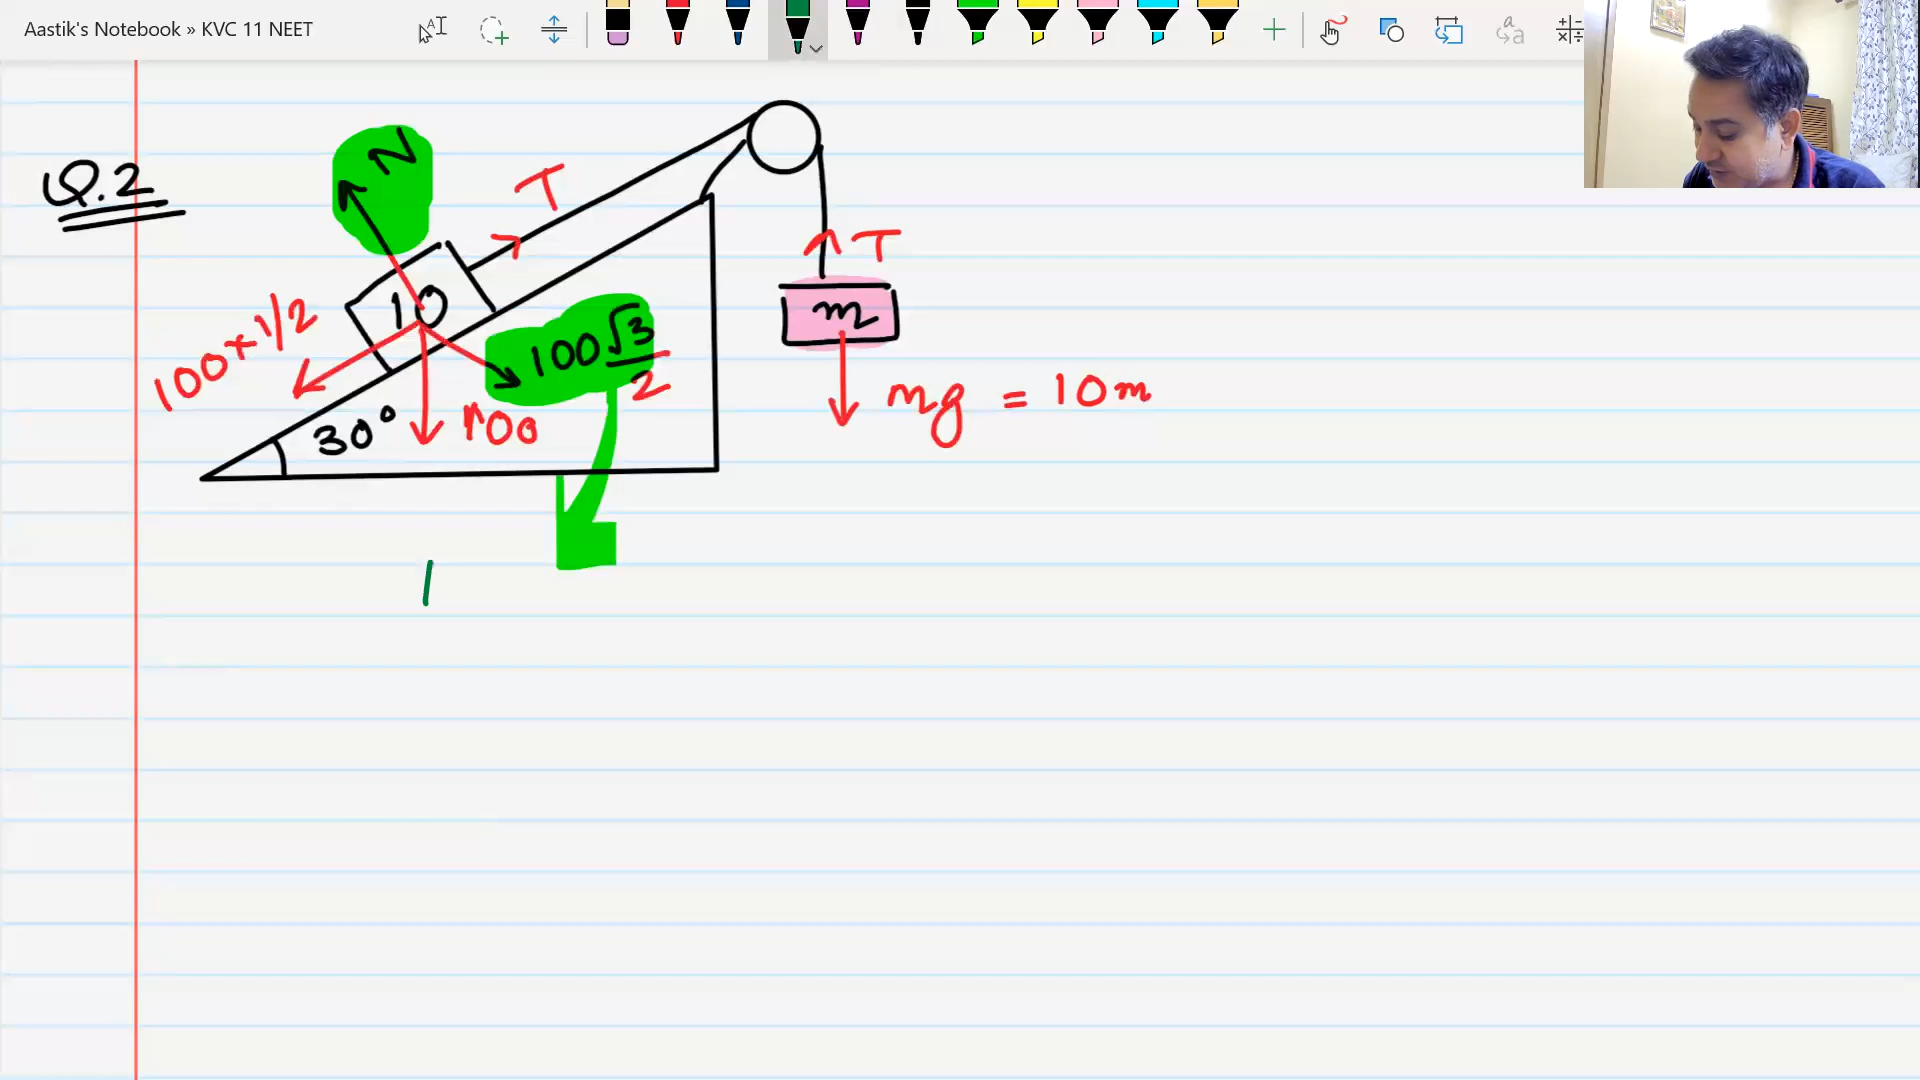 Aastik's Notebook » KVC 11 NEET
Q.2
N
T
T
10
m
100×1/2
100√3/2
mg = 10m
30°
100